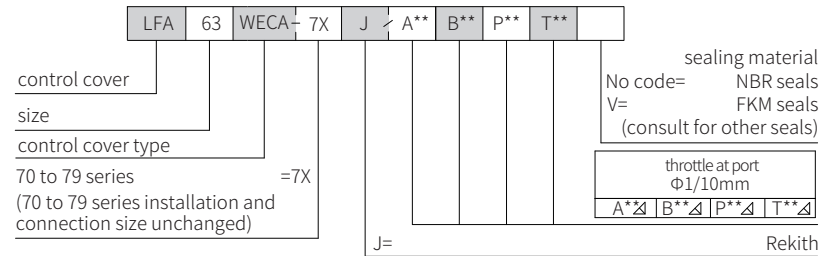 LFA 63 WECA- 7X J / A** B** P** T**
sealing material
control cover
No code= NBR seals
V= FKM seals
size
(consult for other seals)
control cover type
throttle at port
70 to 79 series =7X
Φ1/10mm
(70 to 79 series installation and
A** B** P** T**
connection size unchanged)
J= Rekith